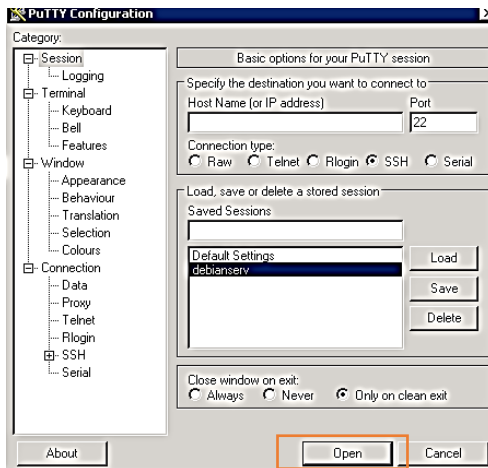 PuTTY Configuration
Category:
Session
Logging
Terminal
Keyboard
Bell
Features
Window
Appearance
Behaviour
Translation
Selection
Colours
Connection
Data
Proxy
Telnet
Rlogin
SSH
Serial
Basic options for your PuTTY session
Specify the destination you want to connect to
Host Name (or IP address) Port
22
Connection type:
Raw Telnet Rlogin SSH Serial
Load, save or delete a stored session
Saved Sessions
Default Settings
debianserv
Load
Save
Delete
Close window on exit:
Always Never Only on clean exit
About Open Cancel